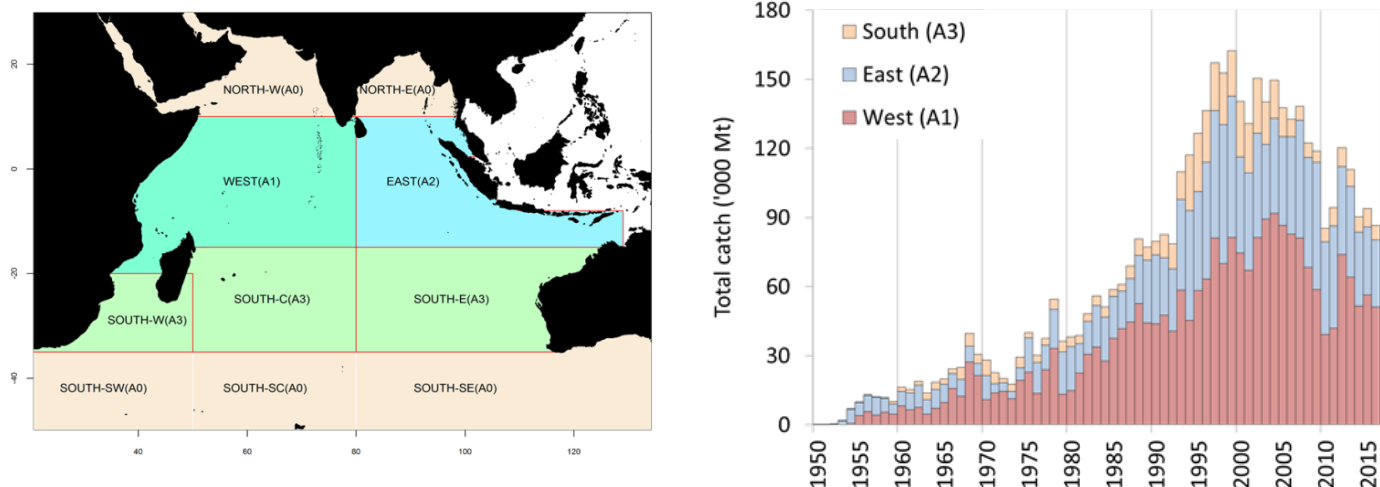 NORTH-W(A0)
NORTH-E(A0)
WEST(A1)
EAST(A2)
SOUTH-C(A3)
SOUTH-E(A3)
SOUTH-W(A3)
SOUTH-SW(A0)
SOUTH-SC(A0)
SOUTH-SE(A0)
20
0
-20
-40
40
60
80
100
120
Total catch ('000 Mt)
180
150
120
90
60
30
0
South (A3)
East (A2)
West (A1)
1950
1955
1960
1965
1970
1975
1980
1985
1990
1995
2000
2005
2010
2015